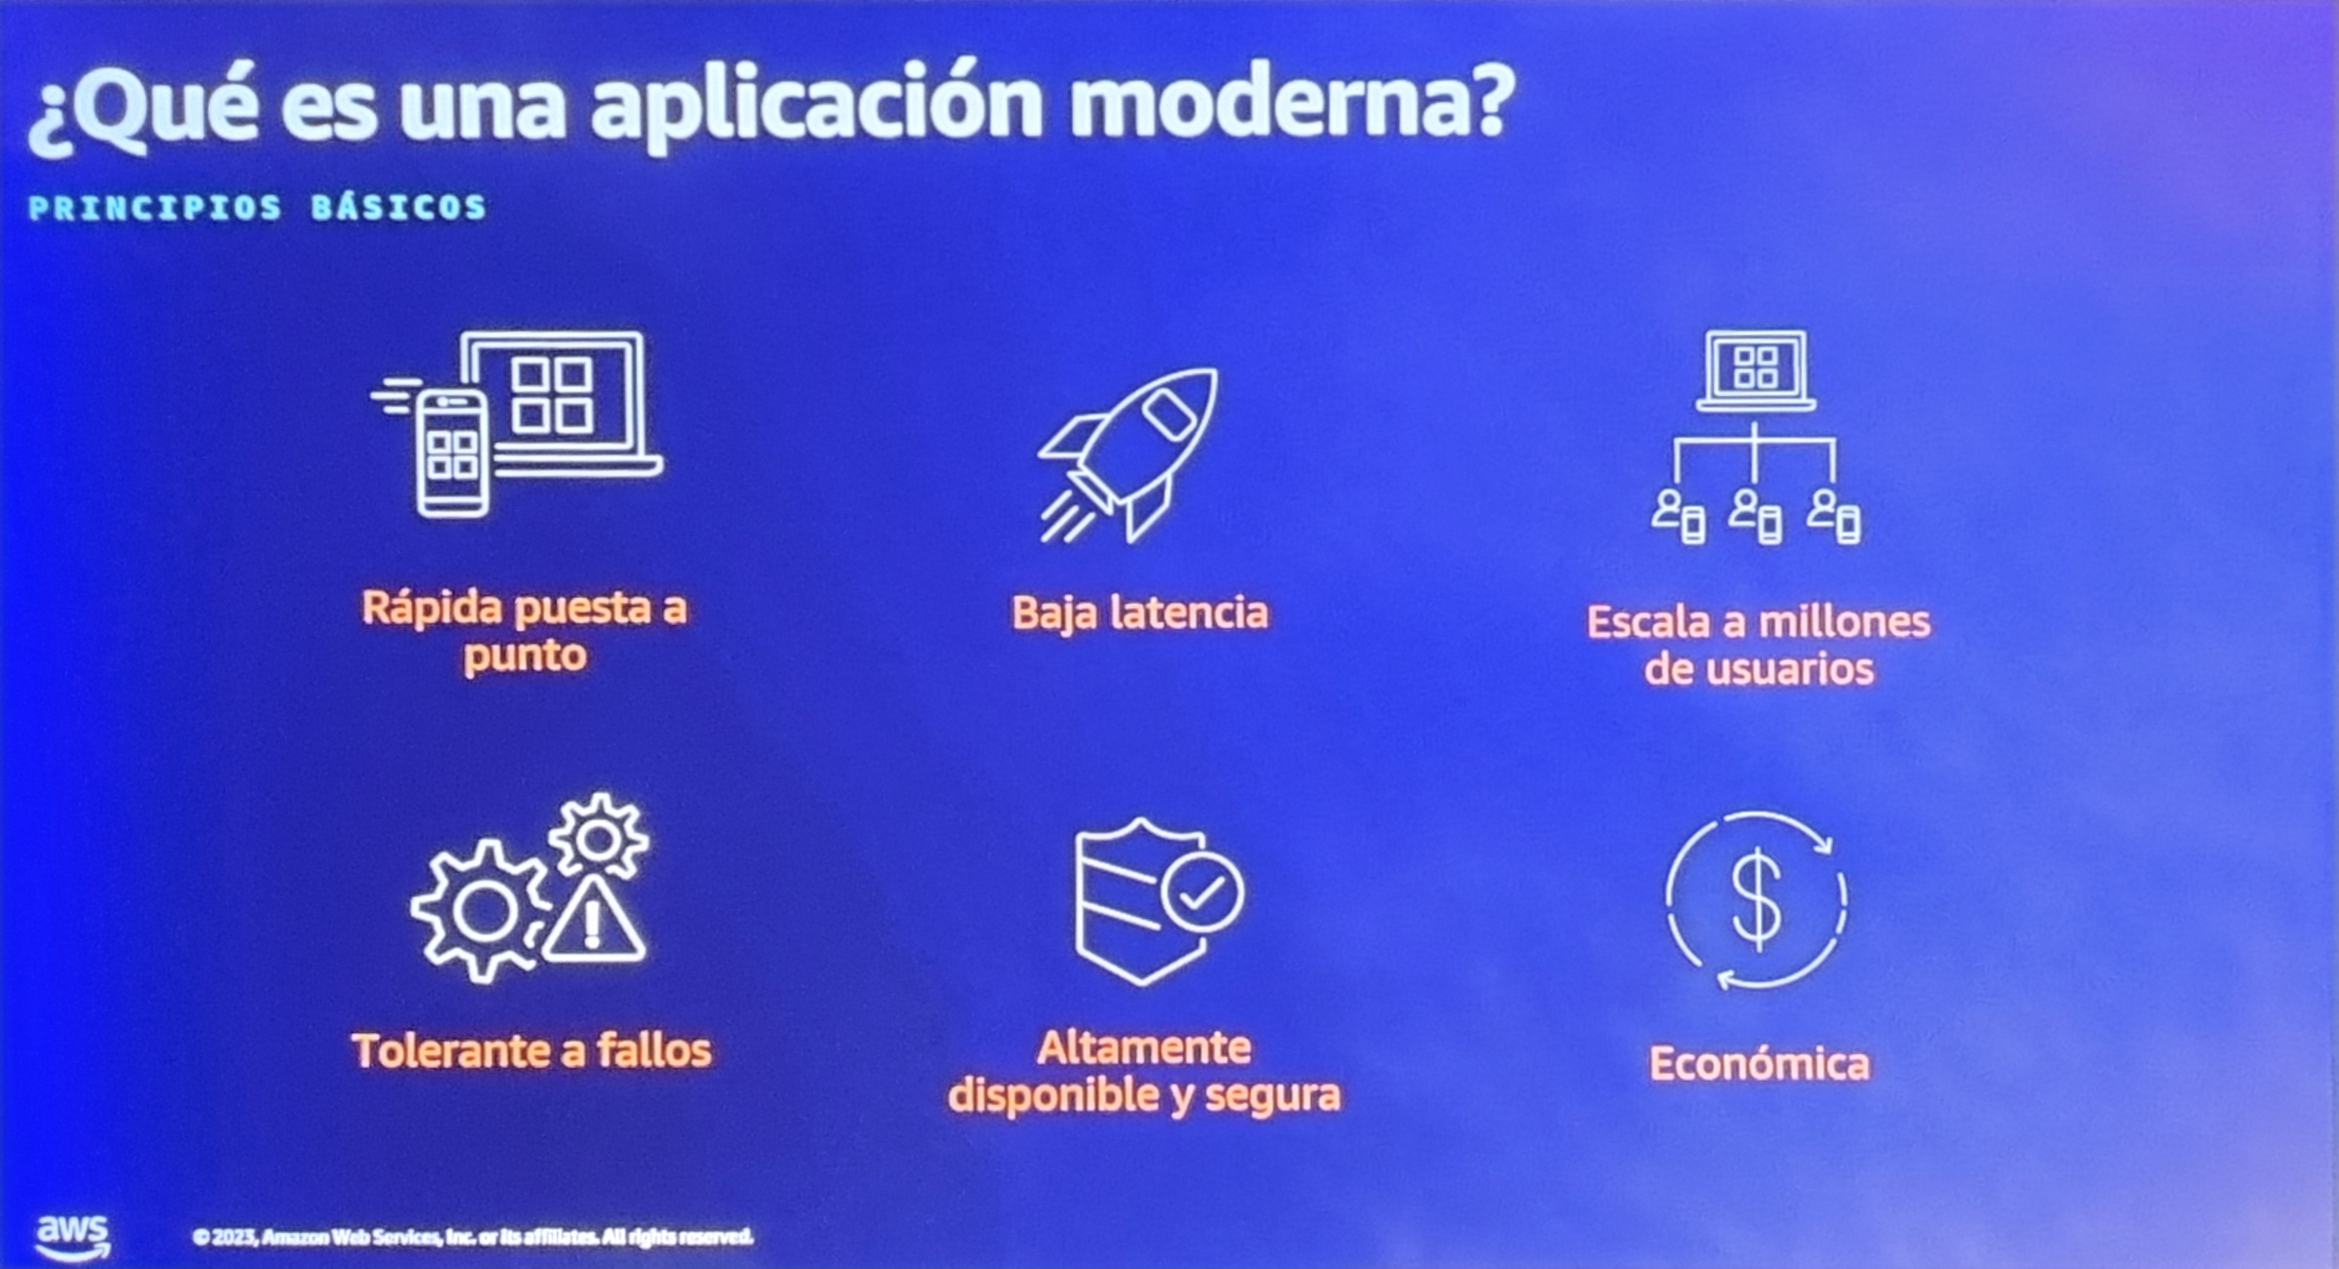 ¿Qué es una aplicación moderna?
PRINCIPIOS BÁSICOS
Rápida puesta a
punto
Baja latencia
Escala a millones
de usuarios
Tolerante a fallos
Altamente
disponible y segura
Económica
aws
© 2023, Amazon Web Services, Inc. or its affiliates. All rights reserved.